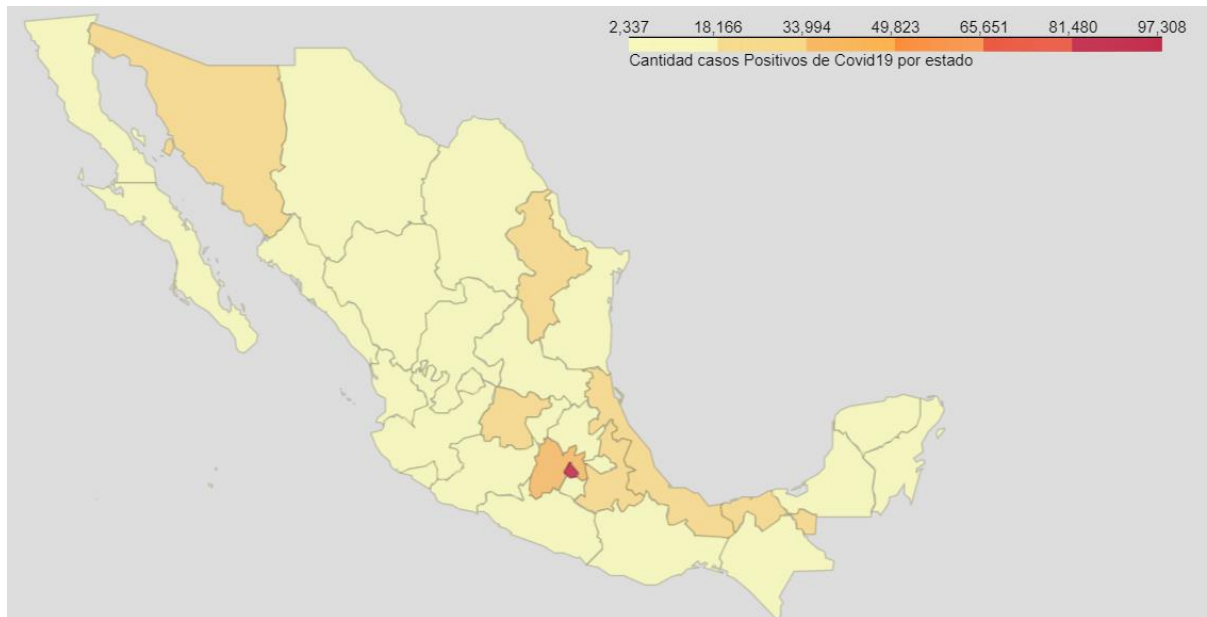 2,337 18,166 33,994 49,823 65,651 81,480 97,308
Cantidad casos Positivos de Covid19 por estado